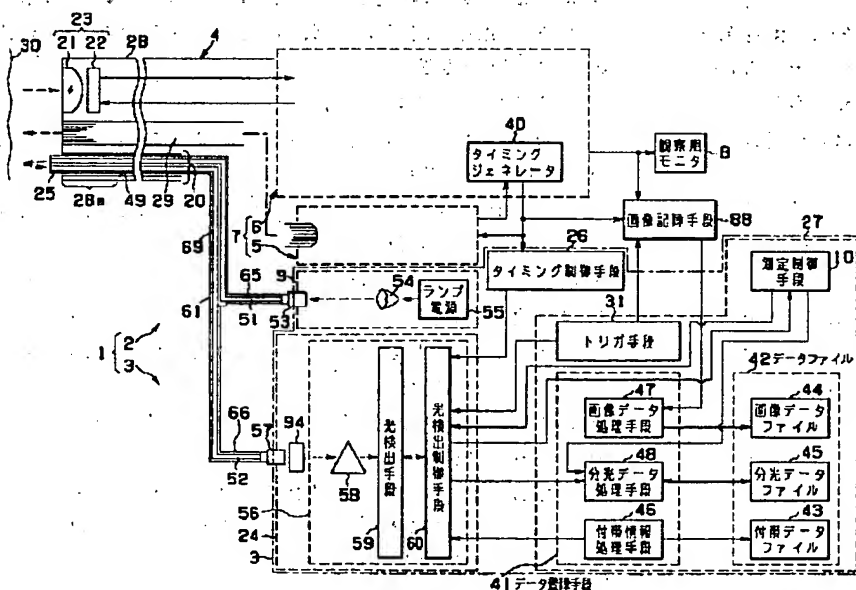 23
30
21 22 28
4
40
タイミング
ジェネレータ
観察用
モニタ
8
画像記録手段
88
27
25
28a
49
29
20
6
7
5
26
タイミング制御手段
測定制御
手段
10
69
65
9
54
ランプ
電源
55
61
51
53
31
トリガ手段
42データファイル
1
2
3
47
画像データ
処理手段
44
画像データ
ファイル
66
57
94
52
58
光検出手段
光検出制御手段
48
分光データ
処理手段
45
分光データ
ファイル
56
46
付帯情報
処理手段
43
付帯データ
ファイル
24
59
60
3
41データ整理手段